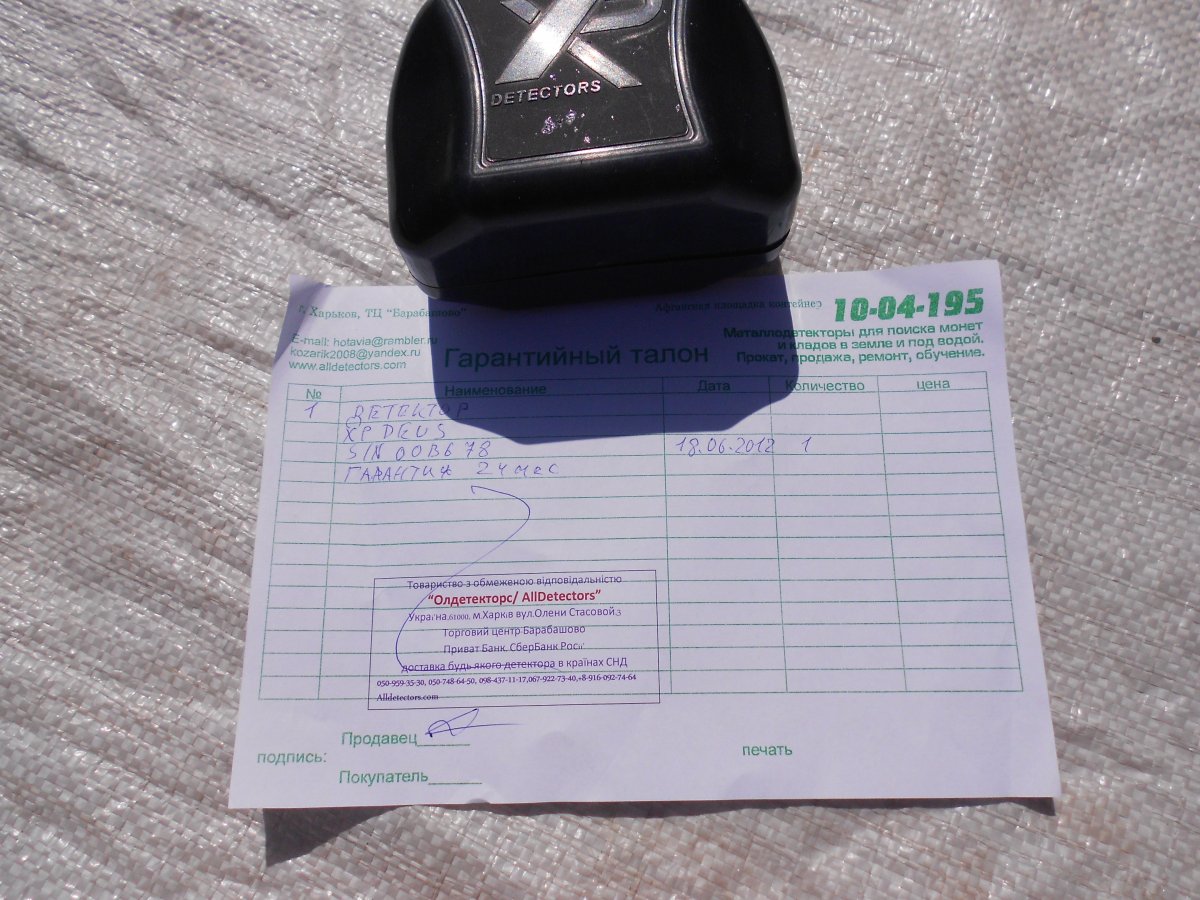 XP
DETECTORS
г. Харьков, ТЦ "Барабашово"
Афганская площадка контейнер 10-04-195
E-mail: hotavia@rambler.ru
kozarik2008@yandex.ru
www.alldetectors.com
Гарантийный талон
Металлодетекторы для поиска монет
и кладов в земле и под водой.
Прокат, продажа, ремонт, обучение.
№ Наименование Дата Количество цена
1 ДЕТЕКТОР
XP DEUS
S/N 00B678 18.06.2012 1
ГАРАНТИЯ 24 мес
Товариство з обмеженою відповідальністю
"Олдетекторс/ AllDetectors"
Україна,61000, м.Харків вул.Олени Стасової,3
Торговий центр Барабашово
Приват Банк, СберБанк
доставка будь якого детектора в країнах СНД
050-959-35-30, 050-748-64-50, 098-437-11-17,067-922-73-40,+8-916-092-74-64
Alldetectors.com
подпись:
Продавец
Покупатель
печать